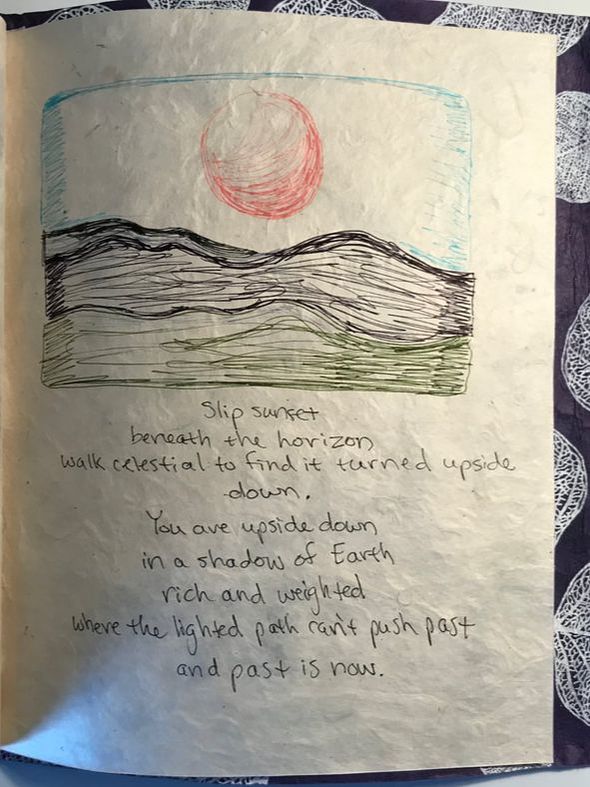 Slip sunset
beneath the horizon
walk celestial to find it turned upside
down.
You are upside down
in a shadow of Earth
rich and weighted
where the lighted path can't push past
and past is now.